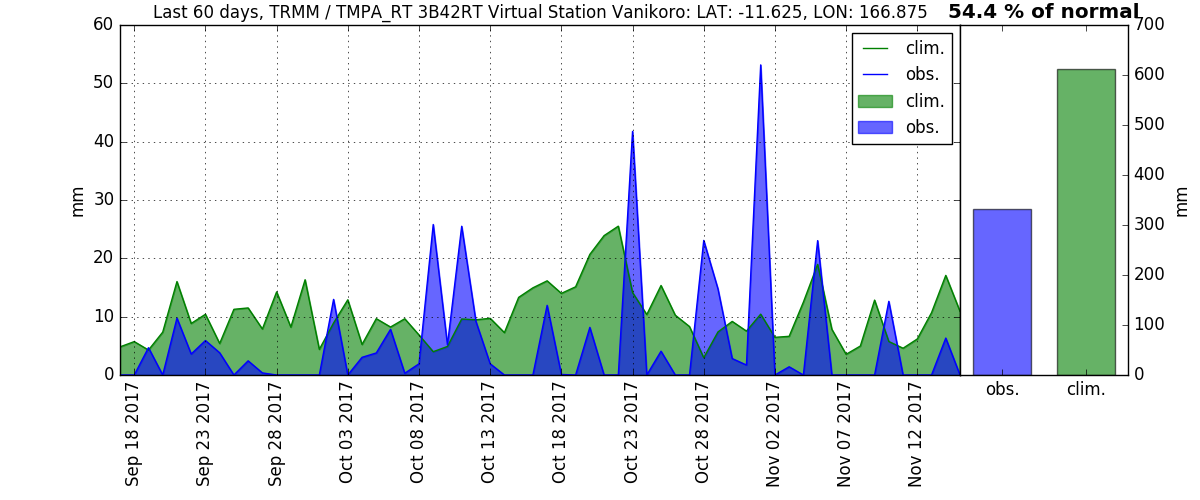 Last 60 days, TRMM / TMPA_RT 3B42RT Virtual Station Vanikoro: LAT: -11.625, LON: 166.875
54.4 % of normal
60
50
40
30
20
10
0
mm
clim.
obs.
clim.
obs.
700
600
500
400
300
200
100
0
mm
obs.
clim.
Sep 18 2017
Sep 23 2017
Sep 28 2017
Oct 03 2017
Oct 08 2017
Oct 13 2017
Oct 18 2017
Oct 23 2017
Oct 28 2017
Nov 02 2017
Nov 07 2017
Nov 12 2017